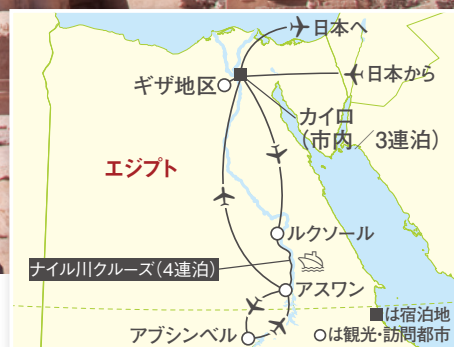 日本へ
日本から
ギザ地区
カイロ
(市内/3連泊)
エジプト
ルクソール
ナイル川クルーズ(4連泊)
アスワン
アブシンベル
■は宿泊地
○は観光・訪問都市